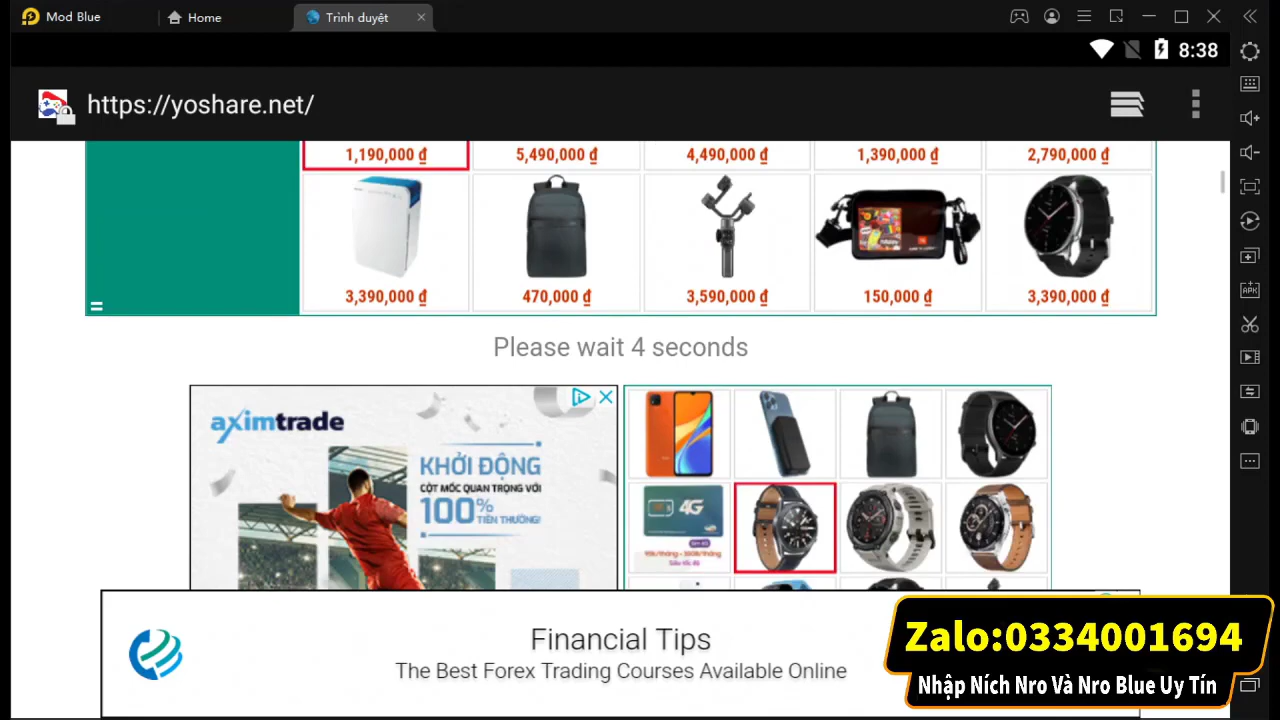 Mod Blue
Home
Trình duyệt
8:38
https://yoshare.net/
1,190,000 ₫
5,490,000 ₫
4,490,000 ₫
1,390,000 ₫
2,790,000 ₫
3,390,000 ₫
470,000 ₫
3,590,000 ₫
150,000 ₫
3,390,000 ₫
Please wait 4 seconds
aximtrade
KHỞI ĐỘNG
CỘT MỐC QUAN TRỌNG VỚI
100%
TIỀN THƯỞNG!
4G
Financial Tips
The Best Forex Trading Courses Available Online
Zalo:0334001694
Nhập Ních Nro Và Nro Blue Uy Tín
APK